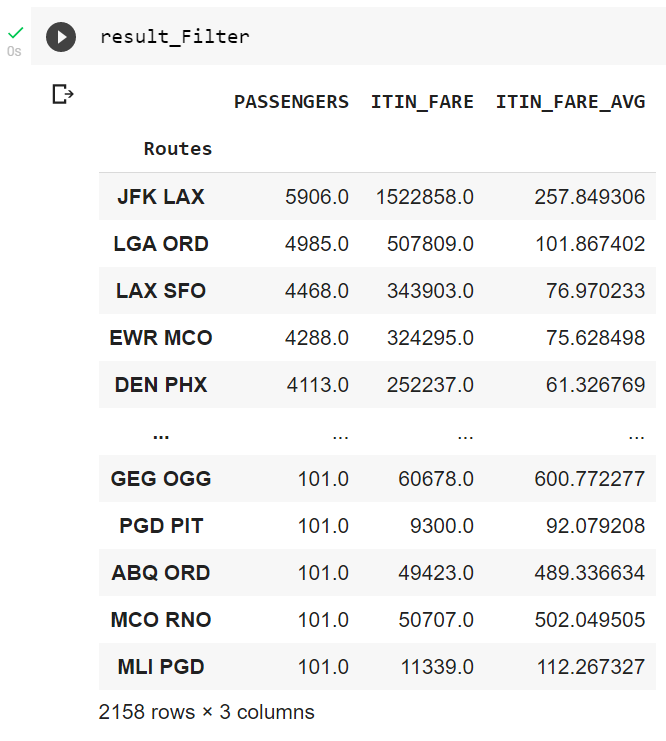 result_Filter
0s
PASSENGERS ITIN_FARE ITIN_FARE_AVG
Routes
JFK LAX 5906.0 1522858.0 257.849306
LGA ORD 4985.0 507809.0 101.867402
LAX SFO 4468.0 343903.0 76.970233
EWR MCO 4288.0 324295.0 75.628498
DEN PHX 4113.0 252237.0 61.326769
... ... ... ...
GEG OGG 101.0 60678.0 600.772277
PGD PIT 101.0 9300.0 92.079208
ABQ ORD 101.0 49423.0 489.336634
MCO RNO 101.0 50707.0 502.049505
MLI PGD 101.0 11339.0 112.267327
2158 rows × 3 columns